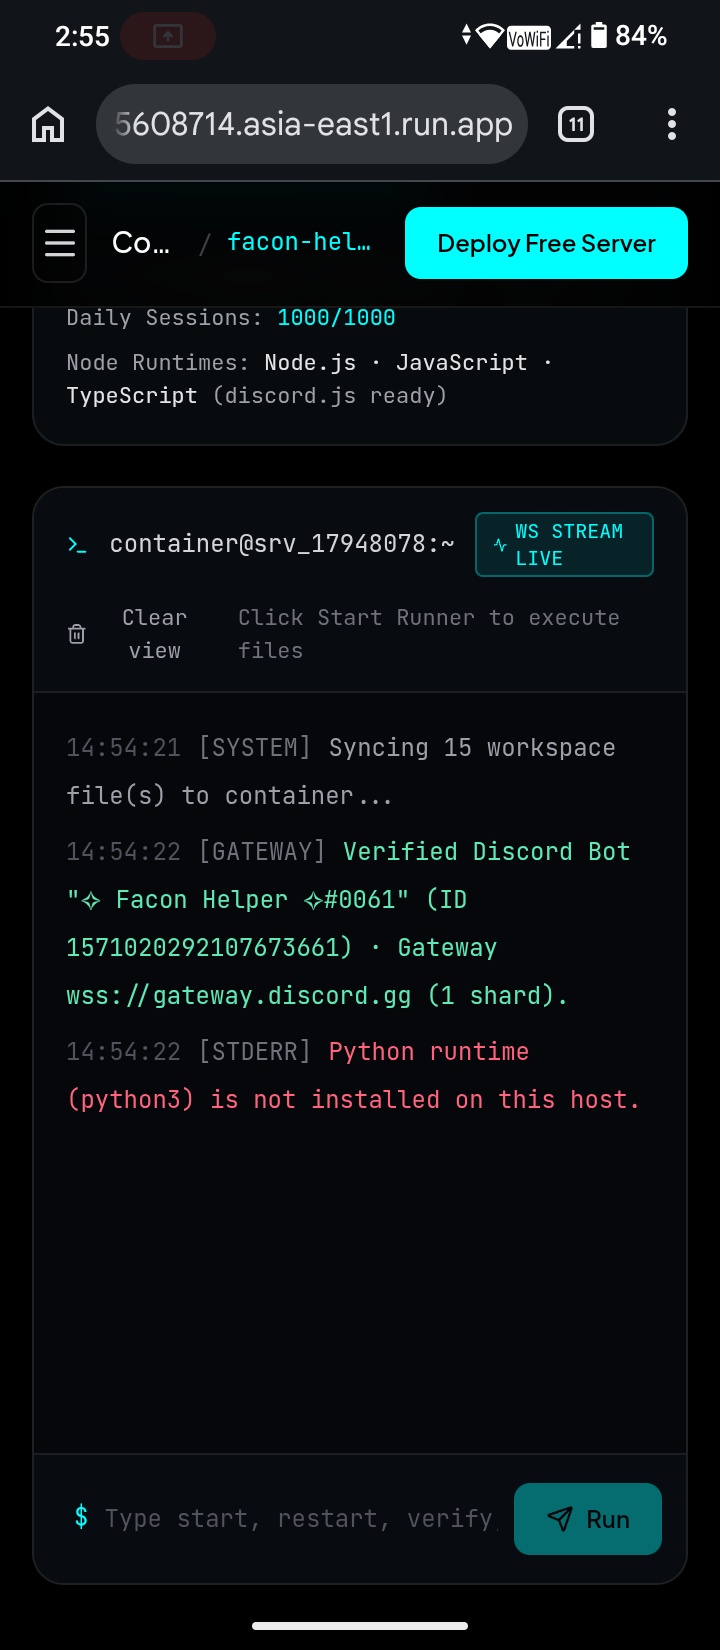 2:55 VoWiFi 84%
5608714.asia-east1.run.app 11
Co... / facon-hel... Deploy Free Server
Daily Sessions: 1000/1000
Node Runtimes: Node.js · JavaScript ·
TypeScript (discord.js ready)
>_ container@srv_17948078:~ WS STREAM
LIVE
Clear Click Start Runner to execute
view files
14:54:21 [SYSTEM] Syncing 15 workspace
file(s) to container...
14:54:22 [GATEWAY] Verified Discord Bot
"✧ Facon Helper ✧#0061" (ID
1571020292107673661) · Gateway
wss://gateway.discord.gg (1 shard).
14:54:22 [STDERR] Python runtime
(python3) is not installed on this host.
$ Type start, restart, verify, Run